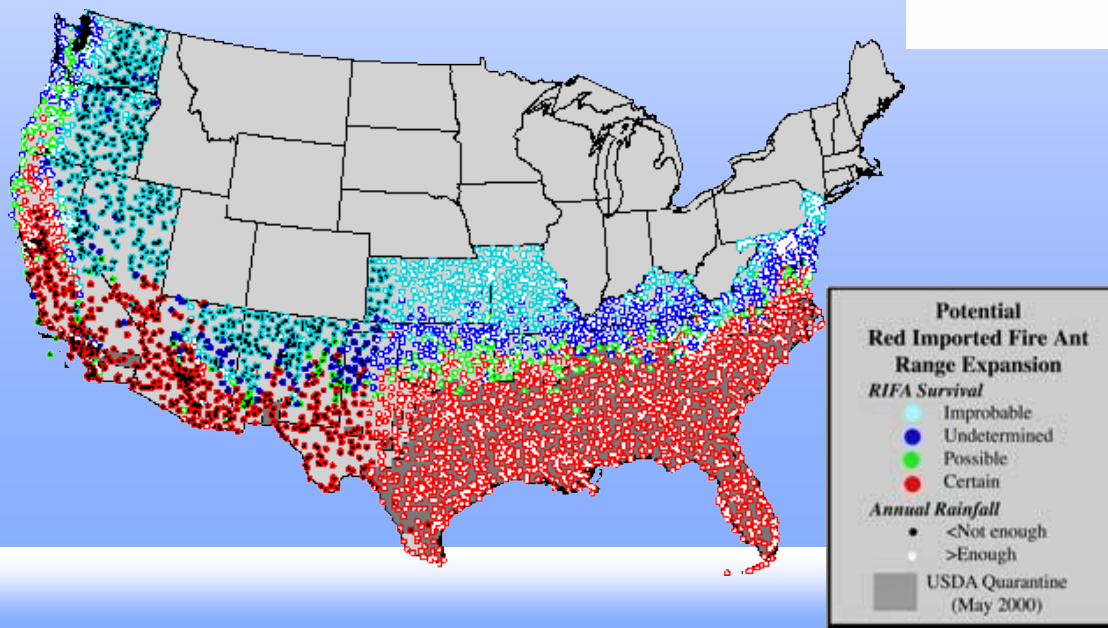 Potential
Red Imported Fire Ant
Range Expansion
RIFA Survival
Improbable
Undetermined
Possible
Certain
Annual Rainfall
<Not enough
>Enough
USDA Quarantine
(May 2000)